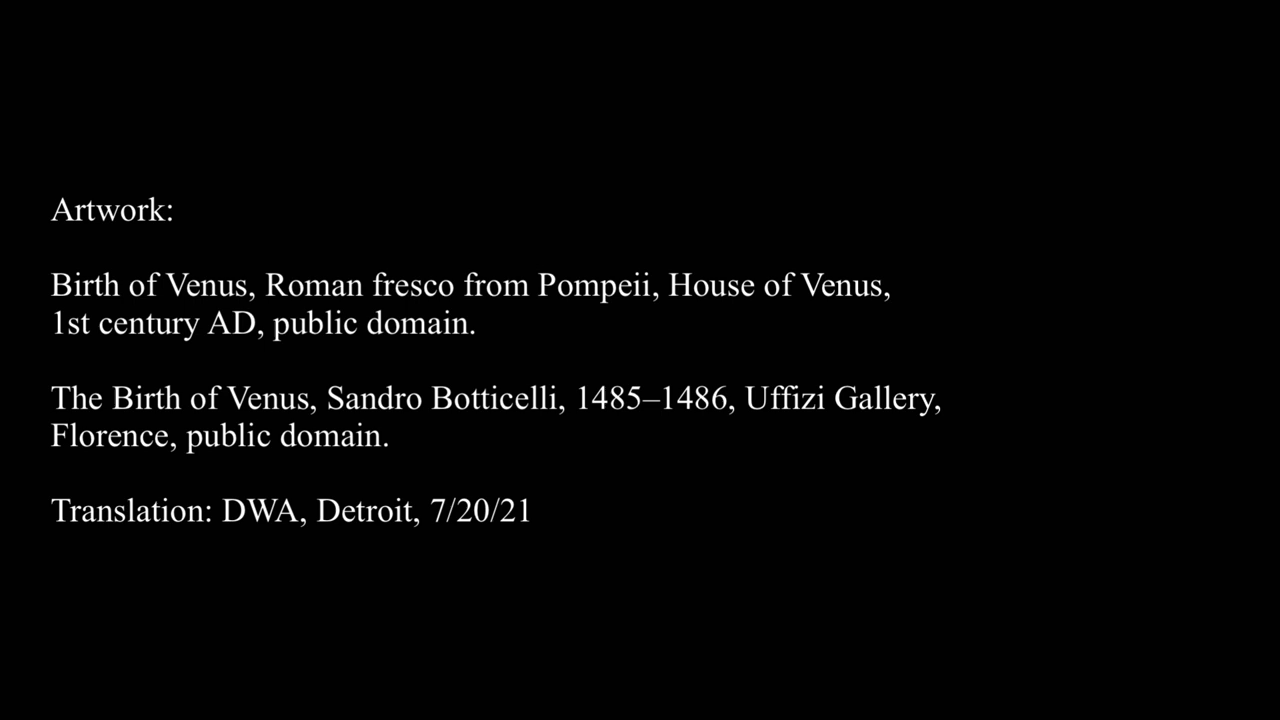 Artwork:
Birth of Venus, Roman fresco from Pompeii, House of Venus,
1st century AD, public domain.
The Birth of Venus, Sandro Botticelli, 1485–1486, Uffizi Gallery,
Florence, public domain.
Translation: DWA, Detroit, 7/20/21